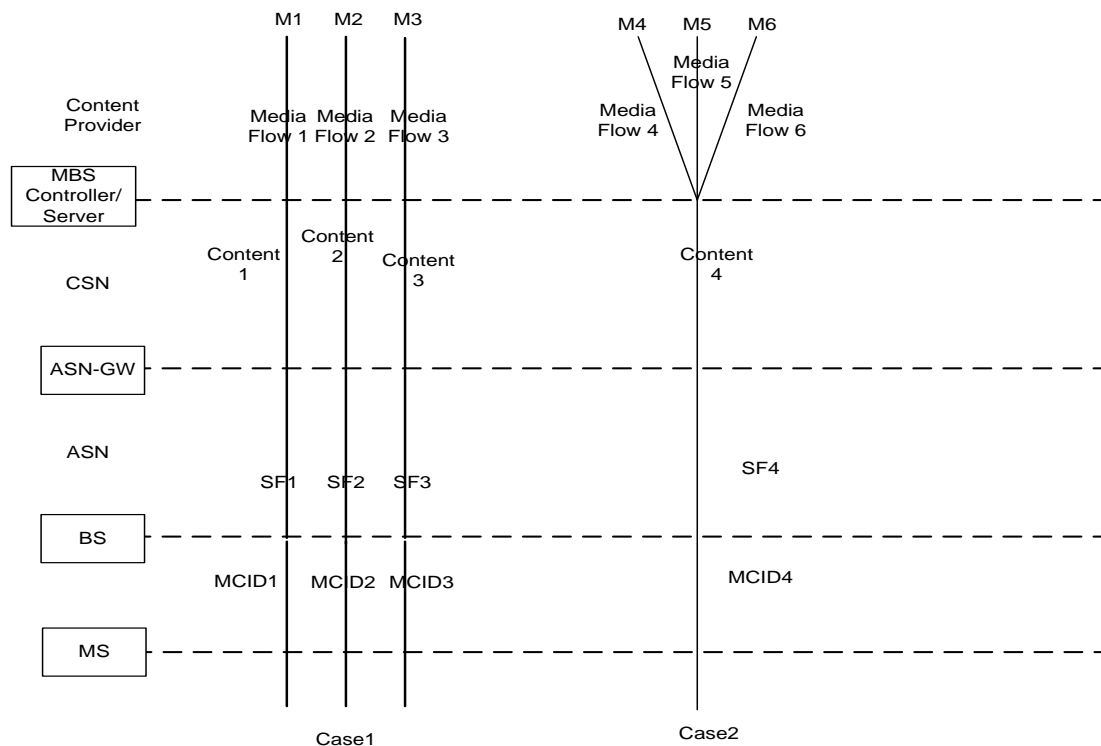 M1 M2 M3 M4 M5 M6
Media
Flow 5
Content
Provider
Media
Flow 1
Media
Flow 2
Media
Flow 3
Media
Flow 4
Media
Flow 6
MBS
Controller/
Server
Content
1
Content
2
Content
3
Content
4
CSN
ASN-GW
ASN
SF1 SF2 SF3 SF4
BS
MCID1 MCID2 MCID3 MCID4
MS
Case1 Case2